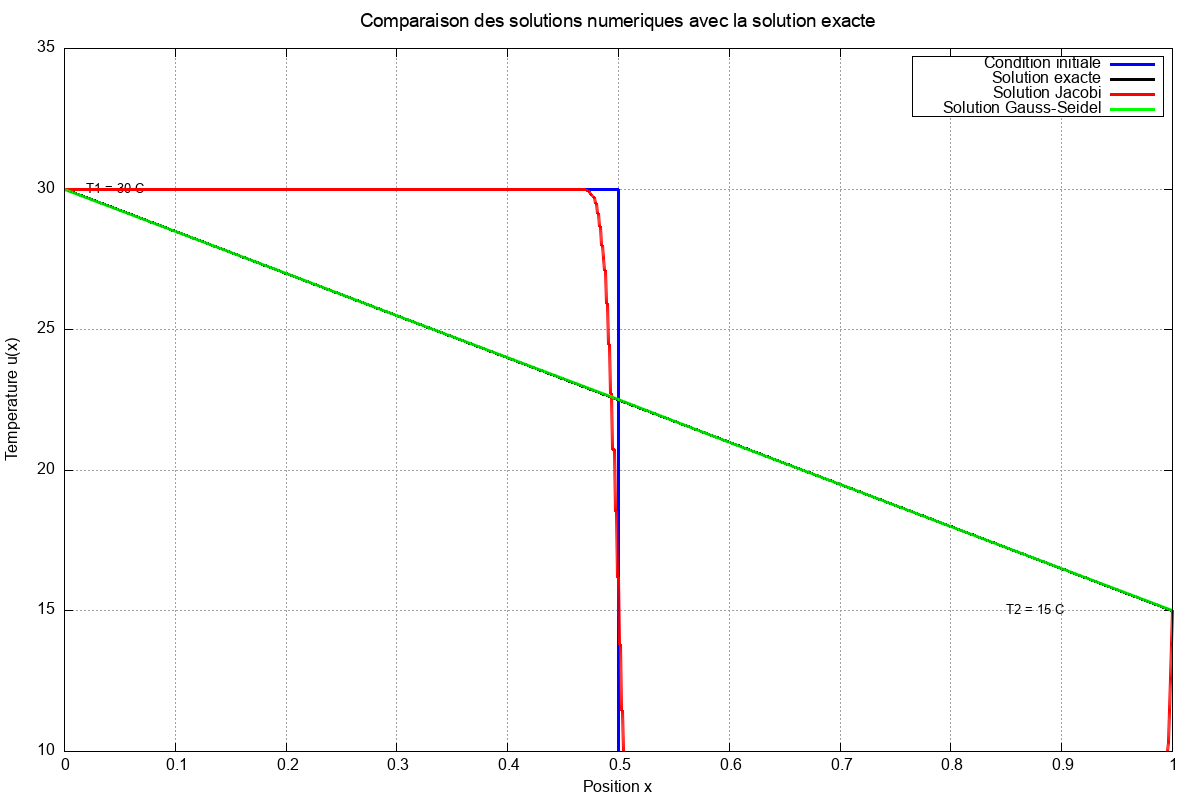 Comparaison des solutions numeriques avec la solution exacte
35
30
25
20
15
10
Temperature u(x)
Condition initiale
Solution exacte
Solution Jacobi
Solution Gauss-Seidel
T1 = 30 C
T2 = 15 C
0 0.1 0.2 0.3 0.4 0.5 0.6 0.7 0.8 0.9 1
Position x